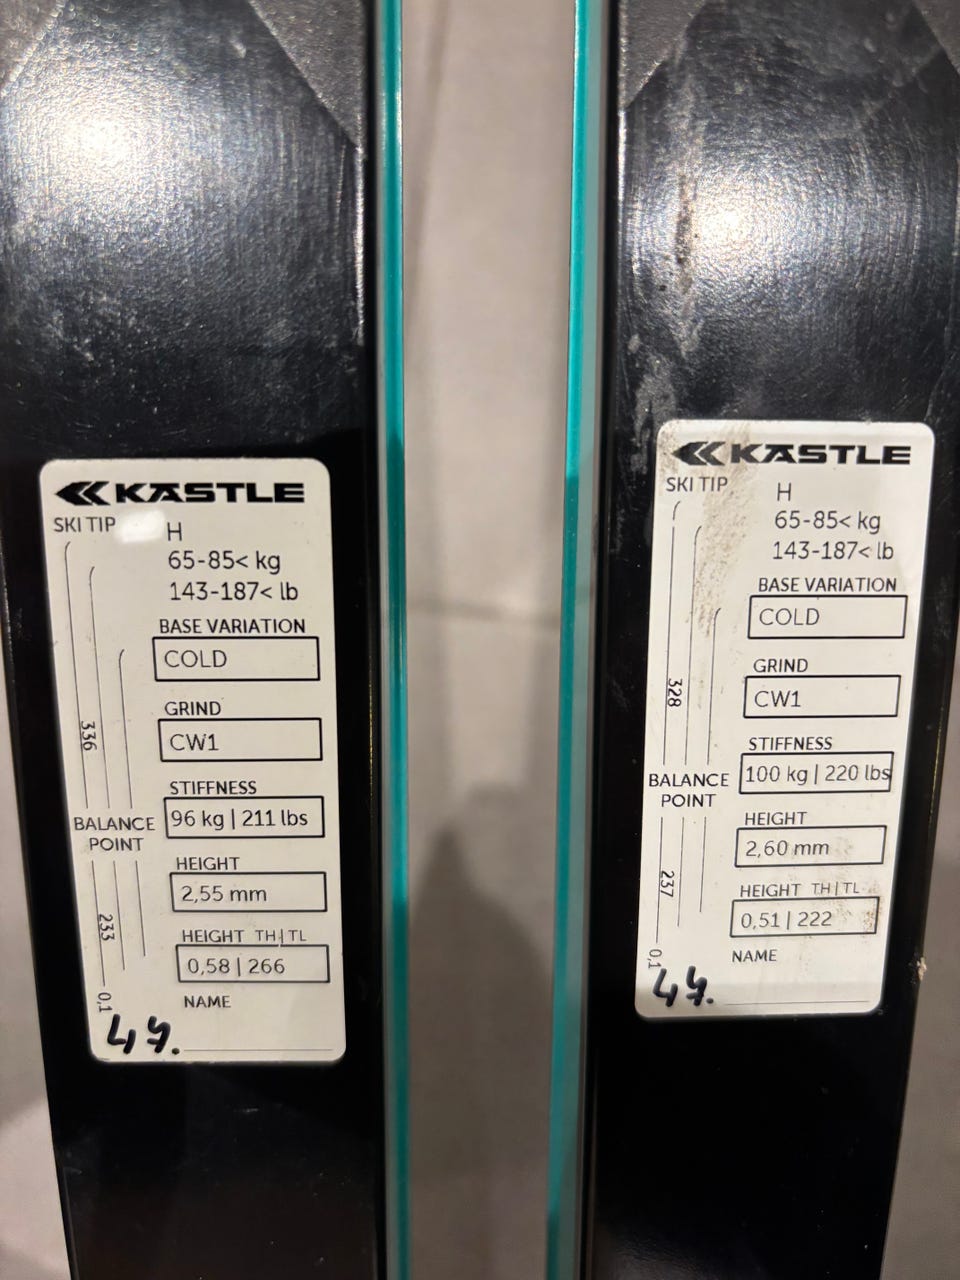 KÄSTLE
SKI TIP
H
65-85< kg
143-187< lb
BASE VARIATION
COLD
GRIND
CW1
336
STIFFNESS
96 kg | 211 lbs
BALANCE
POINT
HEIGHT
2,55 mm
233
HEIGHT TH|TL
0,58 | 266
0,1
NAME
KÄSTLE
SKI TIP
H
65-85< kg
143-187< lb
BASE VARIATION
COLD
GRIND
CW1
328
STIFFNESS
100 kg | 220 lbs
BALANCE
POINT
HEIGHT
2,60 mm
237
HEIGHT TH|TL
0,51 | 222
0,1
NAME